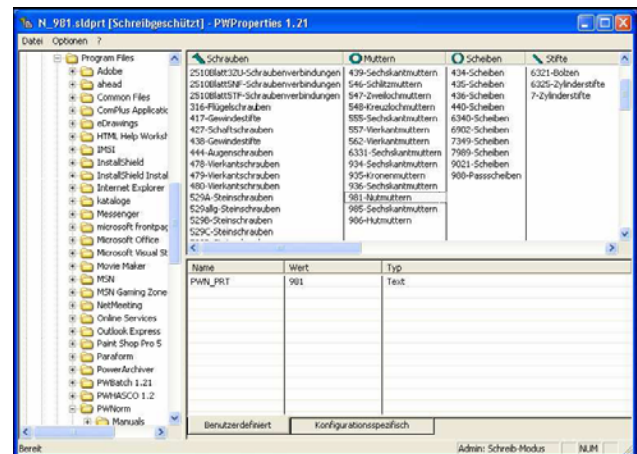 N_981.sldprt [Schreibgeschützt] - PWProperties 1.21
Datei Optionen ?
Program Files
Adobe
ahead
Common Files
ComPlus Applicatic
eDrawings
HTML Help Worksh
IMSI
InstallShield
InstallShield Instal
Internet Explorer
kataloge
Messenger
microsoft frontpag
Microsoft Office
Microsoft Visual St
Movie Maker
MSN
MSN Gaming Zone
NetMeeting
Online Services
Outlook Express
Paint Shop Pro 5
Paraform
PowerArchiver
PWBatch 1.21
PWHASCO 1.2
PWNorm
Manuals
Schrauben
2510Blatt32U-Schraubenverbindungen
2510BlattSNF-Schraubenverbindungen
2510BlattSTF-Schraubenverbindungen
316-Flügelschrauben
417-Gewindestifte
427-Schaftschrauben
438-Gewindestifte
444-Augenschrauben
478-Vierkantschrauben
479-Vierkantschrauben
480-Vierkantschrauben
529A-Steinschrauben
529allg-Steinschrauben
529B-Steinschrauben
529C-Steinschrauben
Muttern
439-Sechskantmuttern
546-Schlitzmuttern
547-Zweilochmuttern
548-Kreuzlochmuttern
555-Sechskantmuttern
557-Vierkantmuttern
562-Vierkantmuttern
6331-Sechskantmuttern
934-Sechskantmuttern
935-Kronenmuttern
936-Sechskantmuttern
981-Nutmuttern
985-Sechskantmuttern
986-Hutmuttern
Scheiben
434-Scheiben
435-Scheiben
436-Scheiben
440-Scheiben
6340-Scheiben
6902-Scheiben
7349-Scheiben
7989-Scheiben
9021-Scheiben
988-Passscheiben
Stifte
6321-Bolzen
6325-Zylinderstifte
7-Zylinderstifte
Name Wert Typ
PWN_PRT 981 Text
Benutzerdefiniert Konfigurationsspezifisch
Bereit Admin: Schreib-Modus NUM